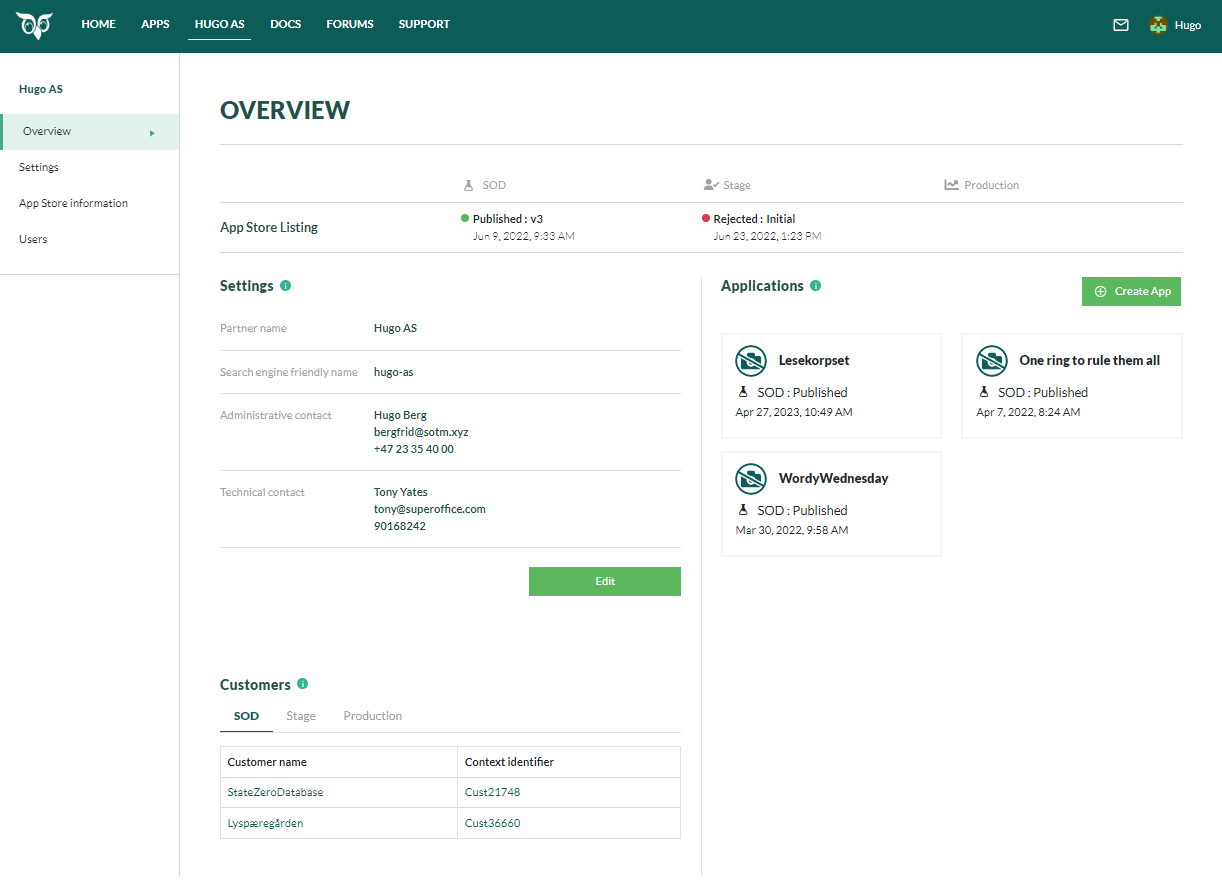 HOME APPS HUGO AS DOCS FORUMS SUPPORT Hugo
Hugo AS
Overview
Settings
App Store information
Users
OVERVIEW
SOD Stage Production
App Store Listing
Published : v3
Jun 9, 2022, 9:33 AM
Rejected : Initial
Jun 23, 2022, 1:23 PM
Settings
Partner name Hugo AS
Search engine friendly name hugo-as
Administrative contact Hugo Berg
bergfrid@sotm.xyz
+47 23 35 40 00
Technical contact Tony Yates
tony@superoffice.com
90168242
Edit
Applications
Create App
Lesekorpset
SOD : Published
Apr 27, 2023, 10:49 AM
One ring to rule them all
SOD : Published
Apr 7, 2022, 8:24 AM
WordyWednesday
SOD : Published
Mar 30, 2022, 9:58 AM
Customers
SOD Stage Production
Customer name Context identifier
StateZeroDatabase Cust21748
Lyspæregården Cust36660